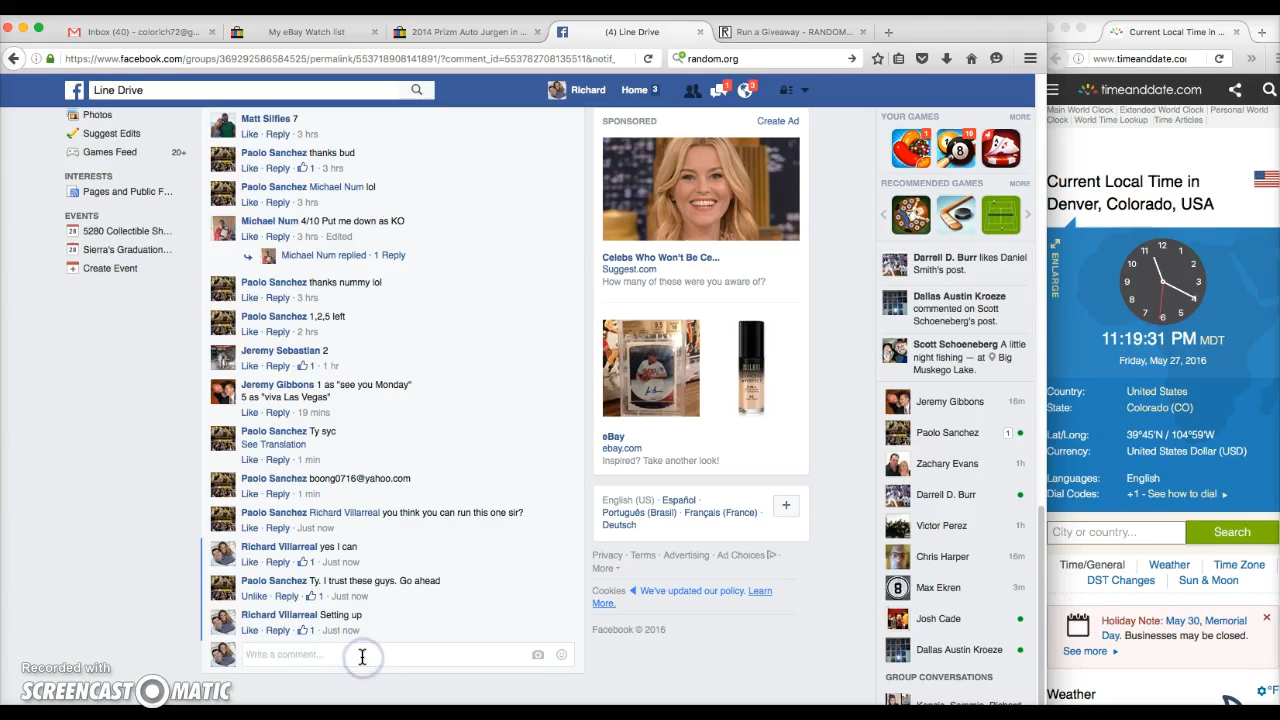 Inbox (40) - colorich72@g...
My eBay Watch list
2014 Prizm Auto Jurgen in ...
(4) Line Drive
Run a Giveaway - RANDOM...
Current Local Time in ...
random.org
www.timeanddate.co
Line Drive
Richard
Home 3
1
3
timeanddate.com
Main World Clock | Extended World Clock | Personal World
Clock | World Time Lookup | Time Articles
Photos
Suggest Edits
Games Feed 20+
INTERESTS
Pages and Public F...
EVENTS
5280 Collectible Sh...
Sierra's Graduation...
Create Event
Matt Silfies 7
Like · Reply · 3 hrs
Paolo Sanchez thanks bud
Like · Reply · 1 · 3 hrs
Paolo Sanchez Michael Num lol
Like · Reply · 3 hrs
Michael Num 4/10 Put me down as KO
Like · Reply · 3 hrs · Edited
Michael Num replied · 1 Reply
Paolo Sanchez thanks nummy lol
Like · Reply · 3 hrs
Paolo Sanchez 1,2,5 left
Like · Reply · 2 hrs
Jeremy Sebastian 2
Like · Reply · 1 · 1 hr
Jeremy Gibbons 1 as "see you Monday"
5 as "viva Las Vegas"
Like · Reply · 19 mins
Paolo Sanchez Ty syc
See Translation
Like · Reply · 1 min
Paolo Sanchez boong0716@yahoo.com
Like · Reply · 1 min
Paolo Sanchez Richard Villarreal you think you can run this one sir?
Like · Reply · Just now
Richard Villarreal yes I can
Like · Reply · 1 · Just now
Paolo Sanchez Ty. I trust these guys. Go ahead
Unlike · Reply · 1 · Just now
Richard Villarreal Setting up
Like · Reply · 1 · Just now
Write a comment...
SPONSORED
Create Ad
Celebs Who Won't Be Ce...
Suggest.com
How many of these were you aware of?
eBay
ebay.com
Inspired? Take another look!
English (US) · Español ·
Português (Brasil) · Français (France) ·
Deutsch
Privacy · Terms · Advertising · Ad Choices ·
More
Cookies We've updated our policy. Learn
More.
Facebook © 2016
YOUR GAMES
MORE
1
19
RECOMMENDED GAMES
MORE
Darrell D. Burr likes Daniel
Smith's post.
Dallas Austin Kroeze
commented on Scott
Schoeneberg's post.
Scott Schoeneberg A little
night fishing — at Big
Muskego Lake.
Jeremy Gibbons 16m
Paolo Sanchez 1
Zachary Evans 1h
Darrell D. Burr
Victor Perez 1h
Chris Harper 16m
Max Ekren 3m
Josh Cade
Dallas Austin Kroeze
GROUP CONVERSATIONS
Current Local Time in
Denver, Colorado, USA
ENLARGE
12
1
2
3
4
5
6
7
8
9
10
11
11:19:31 PM MDT
Friday, May 27, 2016
Country: United States
State: Colorado (CO)
Lat/Long: 39°45'N / 104°59'W
Currency: United States Dollar (USD)
Languages: English
Dial Codes: +1 - See how to dial
City or country...
Search
Time/General
Weather
Time Zone
DST Changes
Sun & Moon
Holiday Note: May 30, Memorial
Day. Businesses may be closed.
See more
Weather
°F
Recorded with
SCREENCAST-O-MATIC